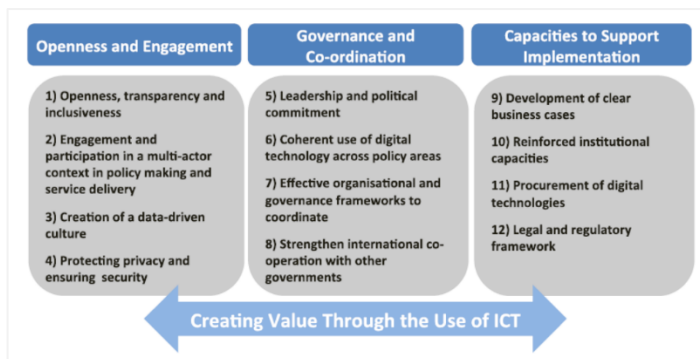 Openness and Engagement
1) Openness, transparency and
inclusiveness
2) Engagement and
participation in a multi-actor
context in policy making and
service delivery
3) Creation of a data-driven
culture
4) Protecting privacy and
ensuring security
Governance and
Co-ordination
5) Leadership and political
commitment
6) Coherent use of digital
technology across policy areas
7) Effective organisational and
governance frameworks to
coordinate
8) Strengthen international co-
operation with other
governments
Capacities to Support
Implementation
9) Development of clear
business cases
10) Reinforced institutional
capacities
11) Procurement of digital
technologies
12) Legal and regulatory
framework
Creating Value Through the Use of ICT